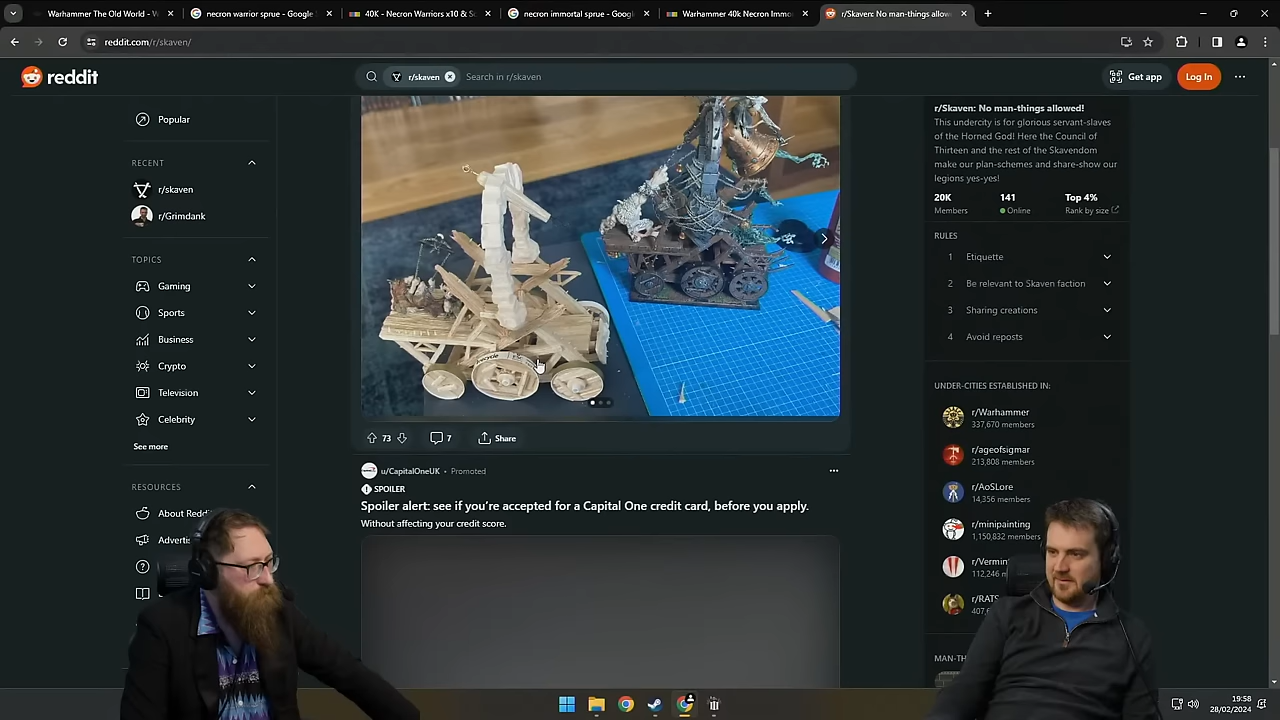 Warhammer The Old World - W
necron warrior sprue - Google S
40K - Necron Warriors x10 & S
necron immortal sprue - Googl
Warhammer 40k Necron Immo
r/Skaven: No man-things allow
reddit.com/r/skaven/
reddit
r/skaven
Search in r/skaven
Get app
Log In
Popular
RECENT
r/skaven
r/Grimdank
TOPICS
Gaming
Sports
Business
Crypto
Television
Celebrity
See more
RESOURCES
About Reddi
Advertis
73
7
Share
u/CapitalOneUK • Promoted
SPOILER
Spoiler alert: see if you're accepted for a Capital One credit card, before you apply.
Without affecting your credit score.
r/Skaven: No man-things allowed!
This undercity is for glorious servant-slaves
of the Horned God! Here the Council of
Thirteen and the rest of the Skavendom
make our plan-schemes and share-show our
legions yes-yes!
20K
Members
141
Online
Top 4%
Rank by size
RULES
1 Etiquette
2 Be relevant to Skaven faction
3 Sharing creations
4 Avoid reposts
UNDER-CITIES ESTABLISHED IN:
r/Warhammer
337,670 members
r/ageofsigmar
213,808 members
r/AoSLore
14,356 members
r/minipainting
1,150,832 members
r/Vermin
112,246 m
r/RATS
407,6
MAN-TH
19:58
28/02/2024